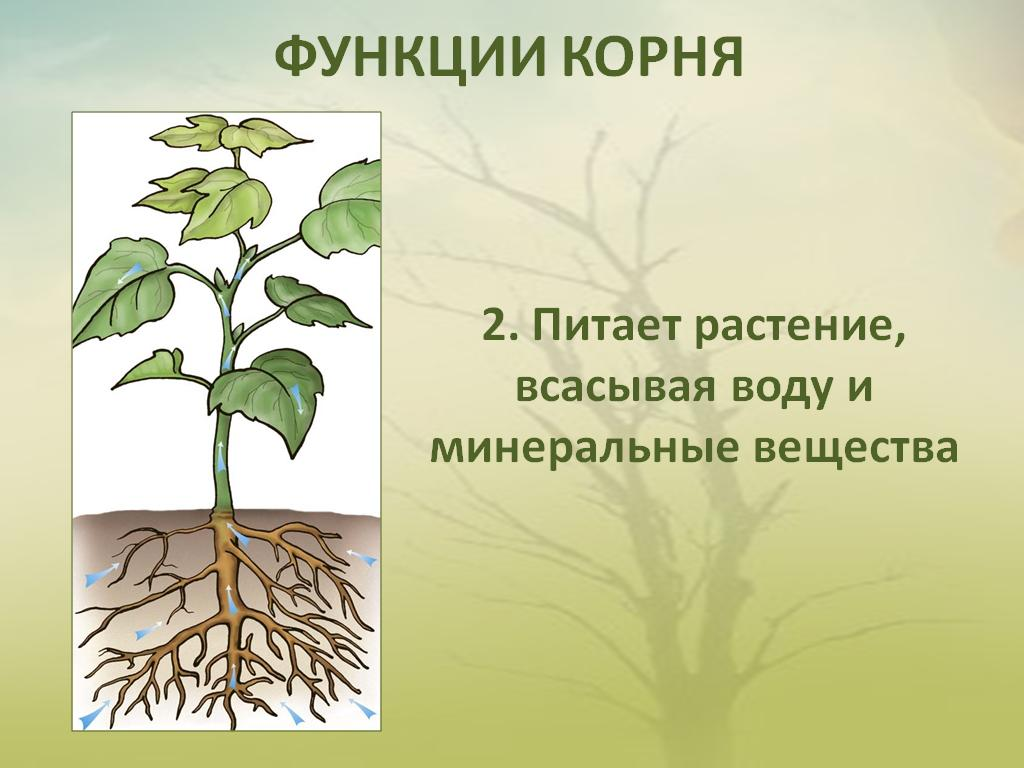 ФУНКЦИИ КОРНЯ
2. Питает растение,
всасывая воду и
минеральные вещества